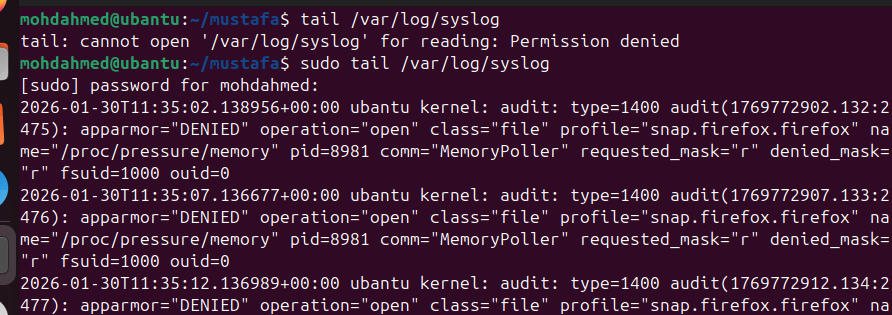 mohdahmed@ubantu:~/mustafa$ tail /var/log/syslog
tail: cannot open '/var/log/syslog' for reading: Permission denied
mohdahmed@ubantu:~/mustafa$ sudo tail /var/log/syslog
[sudo] password for mohdahmed:
2026-01-30T11:35:02.138956+00:00 ubantu kernel: audit: type=1400 audit(1769772902.132:2
475): apparmor="DENIED" operation="open" class="file" profile="snap.firefox.firefox" na
me="/proc/pressure/memory" pid=8981 comm="MemoryPoller" requested_mask="r" denied_mask=
"r" fsuid=1000 ouid=0
2026-01-30T11:35:07.136677+00:00 ubantu kernel: audit: type=1400 audit(1769772907.133:2
476): apparmor="DENIED" operation="open" class="file" profile="snap.firefox.firefox" na
me="/proc/pressure/memory" pid=8981 comm="MemoryPoller" requested_mask="r" denied_mask=
"r" fsuid=1000 ouid=0
2026-01-30T11:35:12.136989+00:00 ubantu kernel: audit: type=1400 audit(1769772912.134:2
477): apparmor="DENIED" operation="open" class="file" profile="snap.firefox.firefox" na